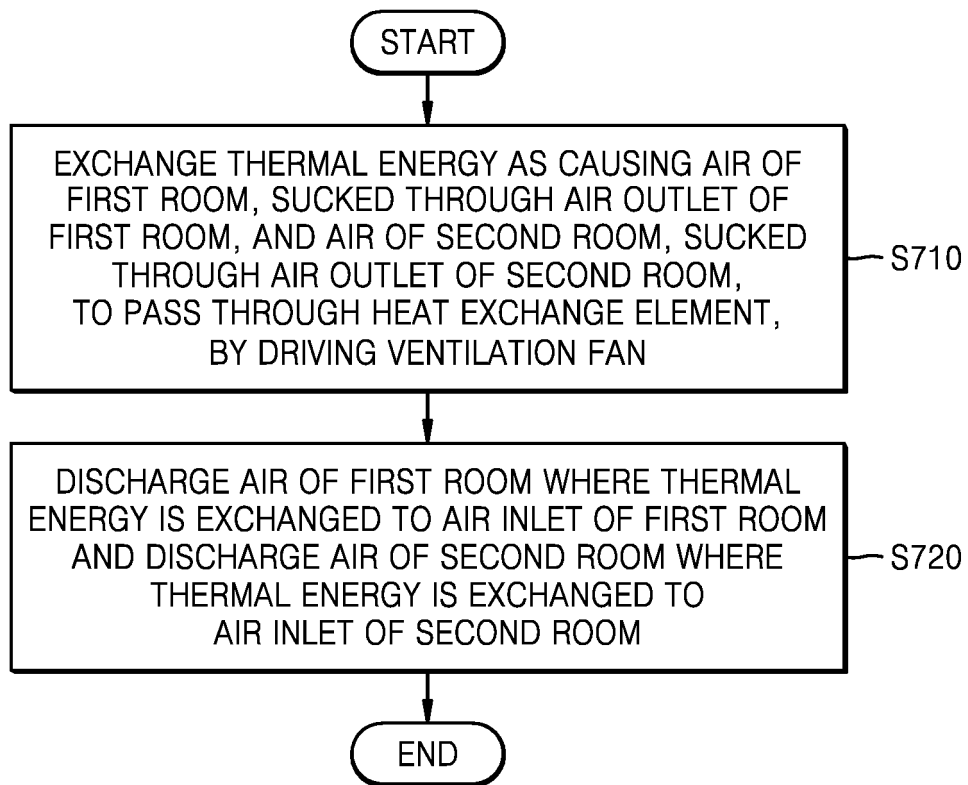 START
EXCHANGE THERMAL ENERGY AS CAUSING AIR OF
FIRST ROOM, SUCKED THROUGH AIR OUTLET OF
FIRST ROOM, AND AIR OF SECOND ROOM, SUCKED
THROUGH AIR OUTLET OF SECOND ROOM,
TO PASS THROUGH HEAT EXCHANGE ELEMENT,
BY DRIVING VENTILATION FAN
S710
DISCHARGE AIR OF FIRST ROOM WHERE THERMAL
ENERGY IS EXCHANGED TO AIR INLET OF FIRST ROOM
AND DISCHARGE AIR OF SECOND ROOM WHERE
THERMAL ENERGY IS EXCHANGED TO
AIR INLET OF SECOND ROOM
S720
END